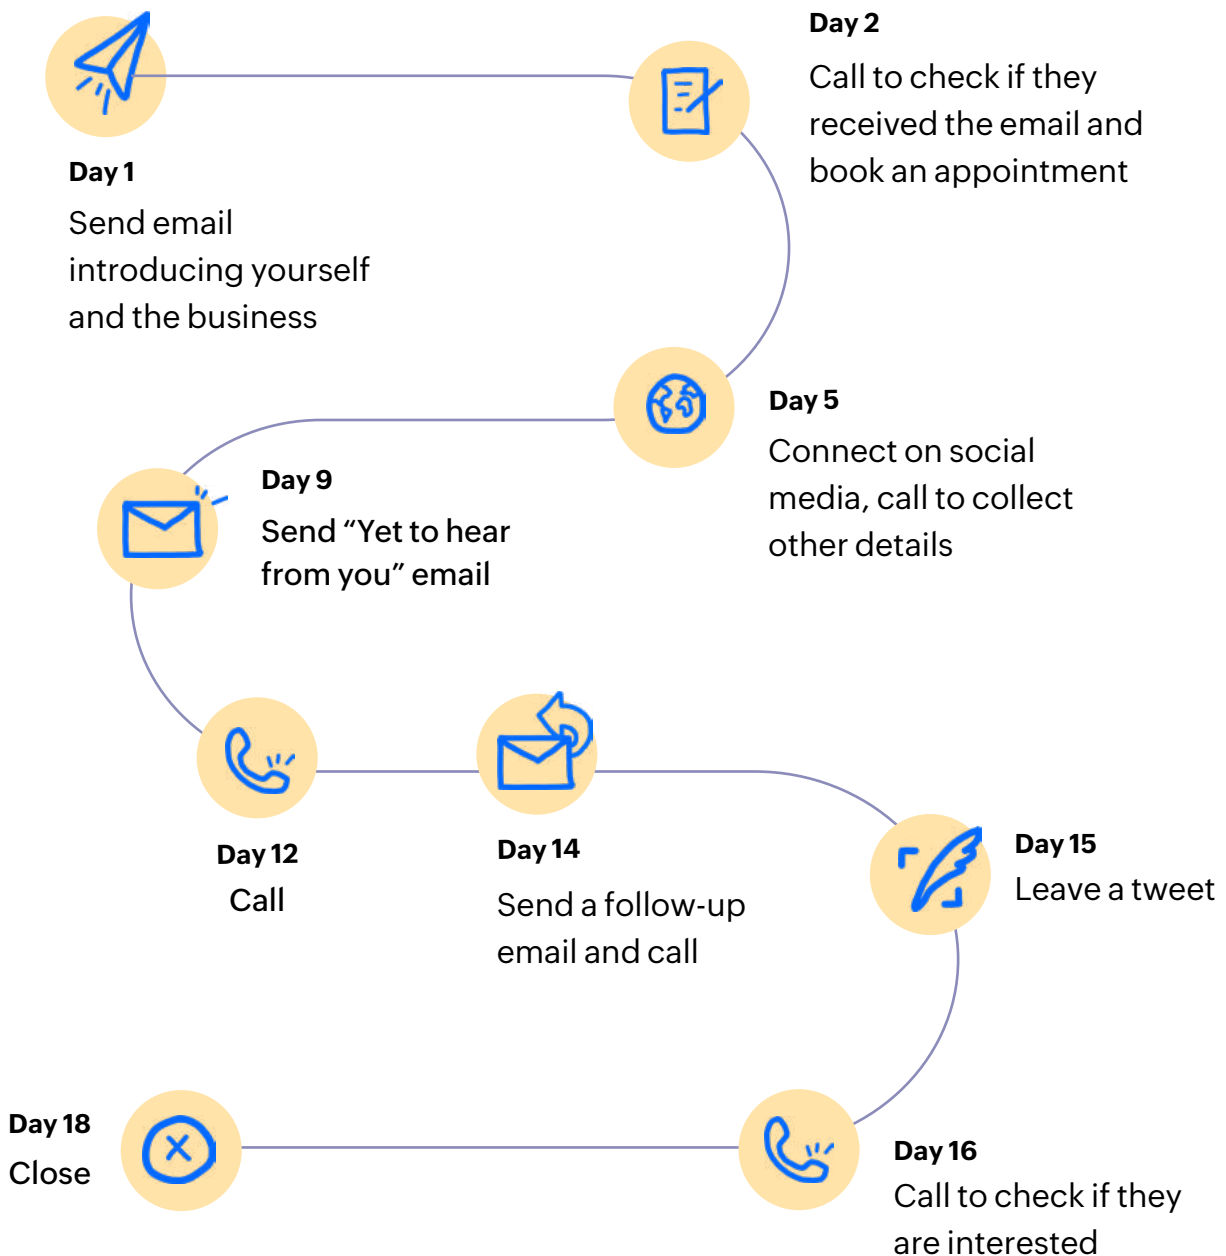 Day 1
Send email
introducing yourself
and the business
Day 2
Call to check if they
received the email and
book an appointment
Day 5
Connect on social
media, call to collect
other details
Day 9
Send “Yet to hear
from you” email
Day 12
Call
Day 14
Send a follow-up
email and call
Day 15
Leave a tweet
Day 16
Call to check if they
are interested
Day 18
Close